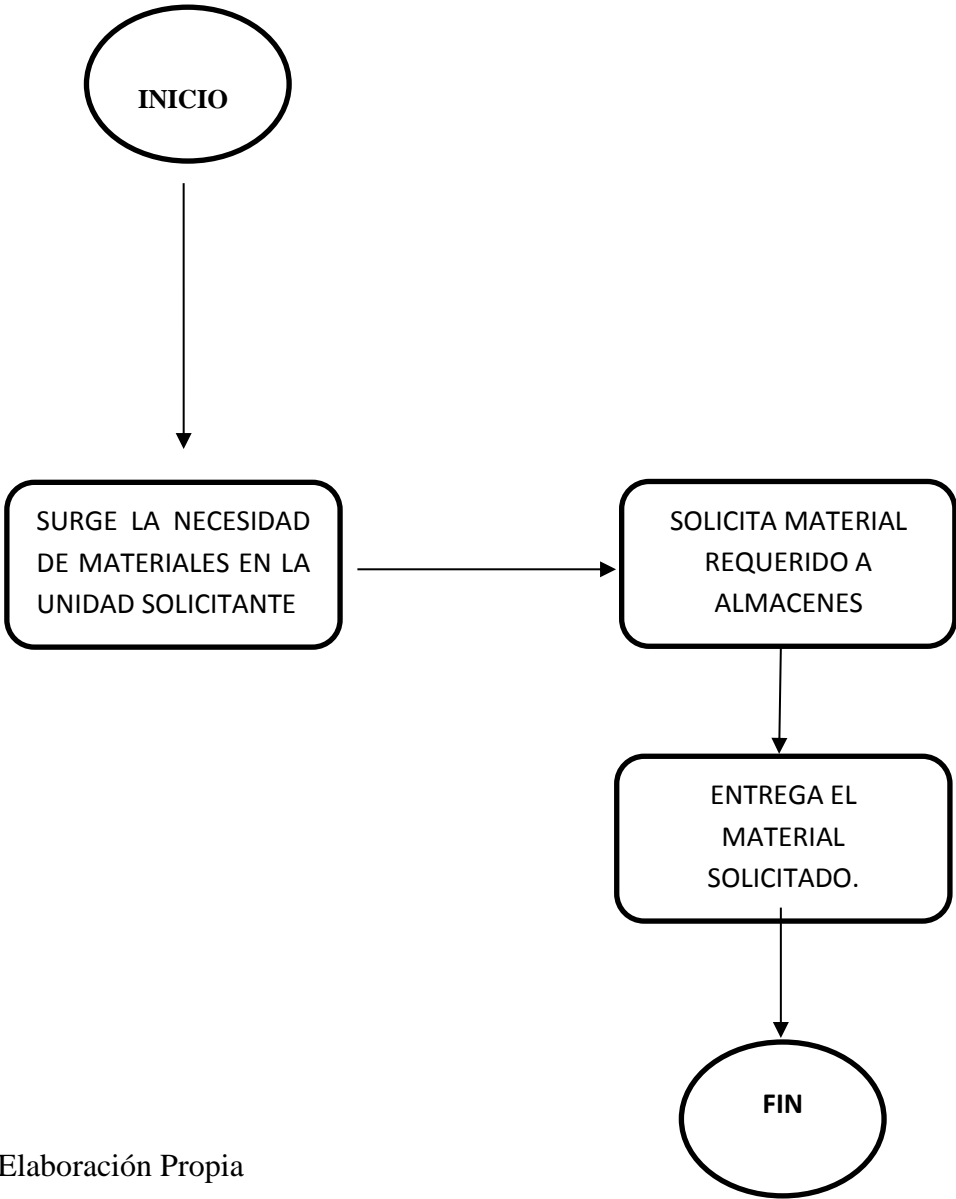 INICIO
SURGE LA NECESIDAD
DE MATERIALES EN LA
UNIDAD SOLICITANTE
SOLICITA MATERIAL
REQUERIDO A
ALMACENES
ENTREGA EL
MATERIAL
SOLICITADO.
FIN
Elaboración Propia